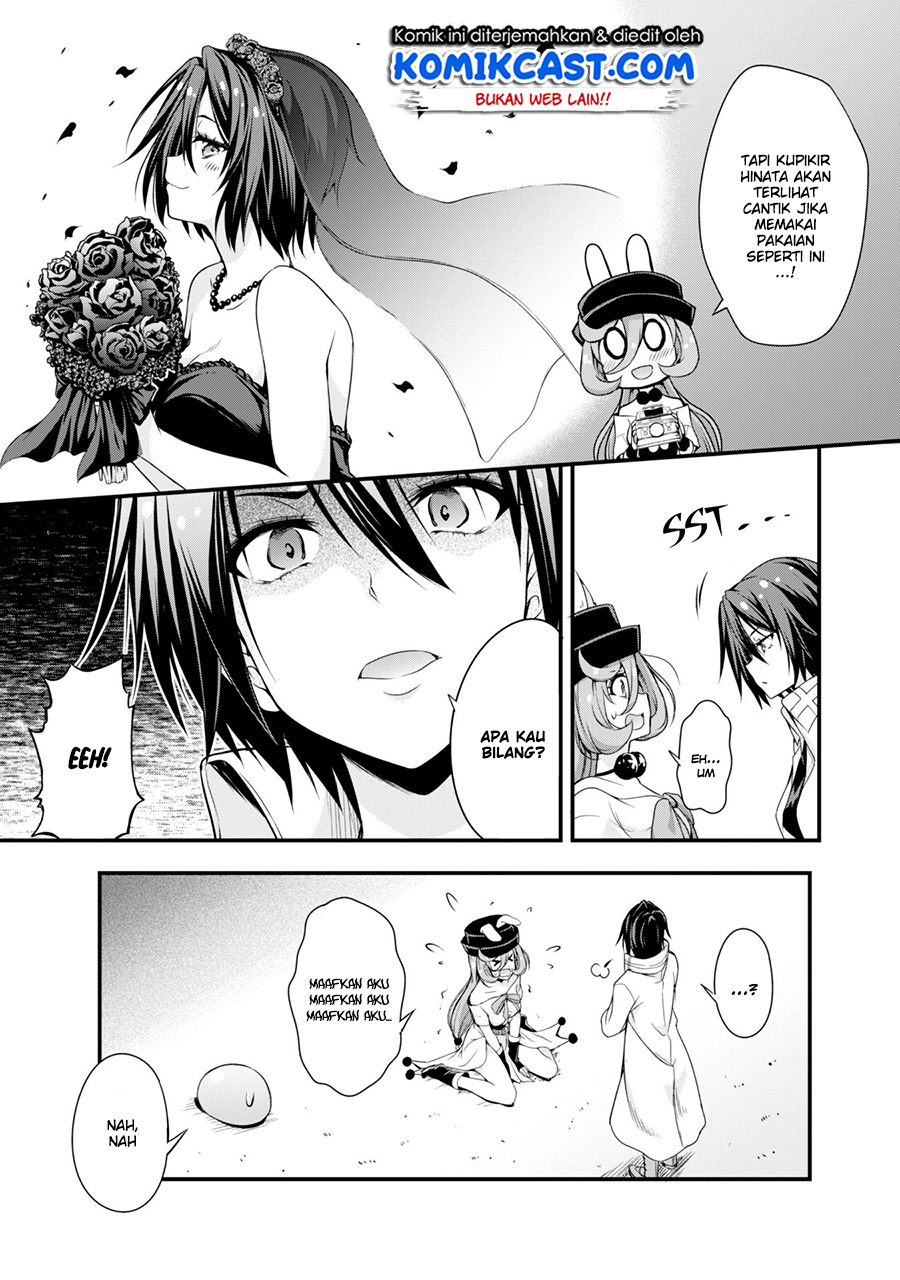 Komik ini diterjemahkan & diedit oleh
KOMIKCAST.COM
BUKAN WEB LAIN!!
TAPI KUPIKIR
HINATA AKAN
TERLIHAT
CANTIK JIKA
MEMAKAI
PAKAIAN
SEPERTI INI
...!
SST...
EH...
UM
APA KAU
BILANG?
EEH!
...?
MAAFKAN AKU
MAAFKAN AKU
MAAFKAN AKU...
NAH,
NAH